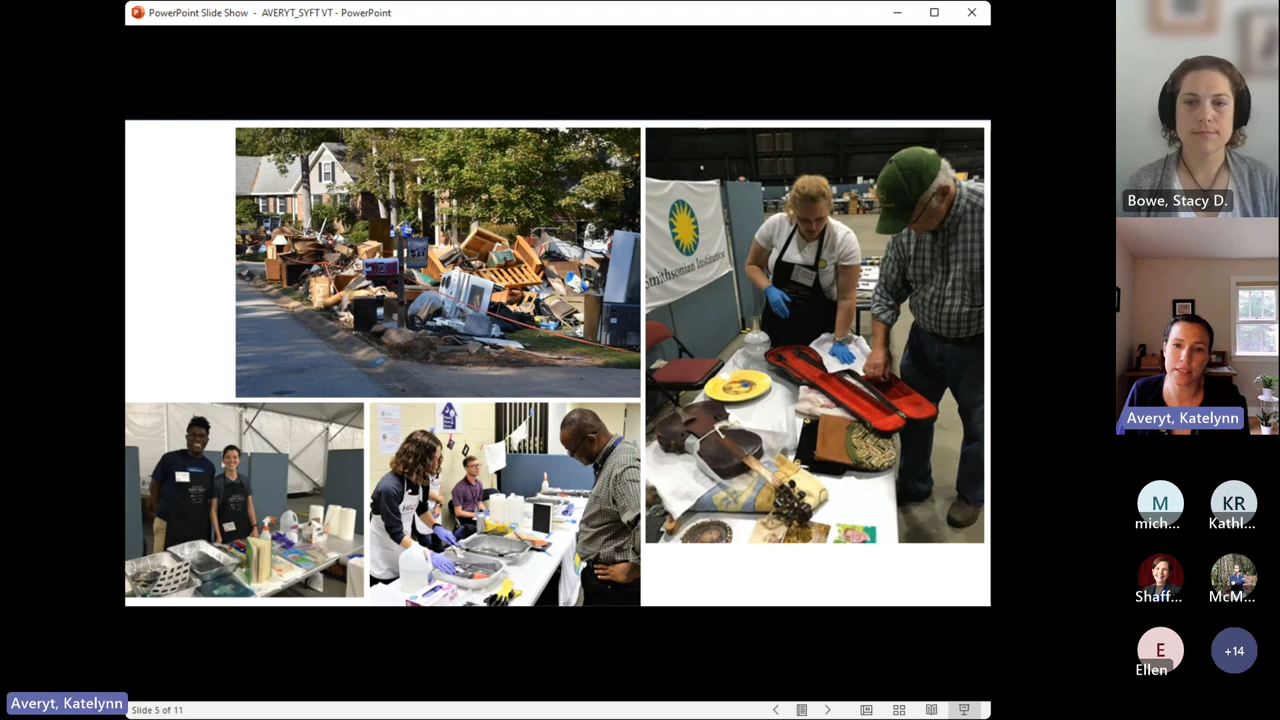 PowerPoint Slide Show - AVERYT_SYFT VT - PowerPoint
Smithsonian Institution
Bowe, Stacy D.
Averyt, Katelynn
M
mich...
KR
Kathl...
Shaff...
McM...
E
Ellen
+14
Averyt, Katelynn
Slide 5 of 11